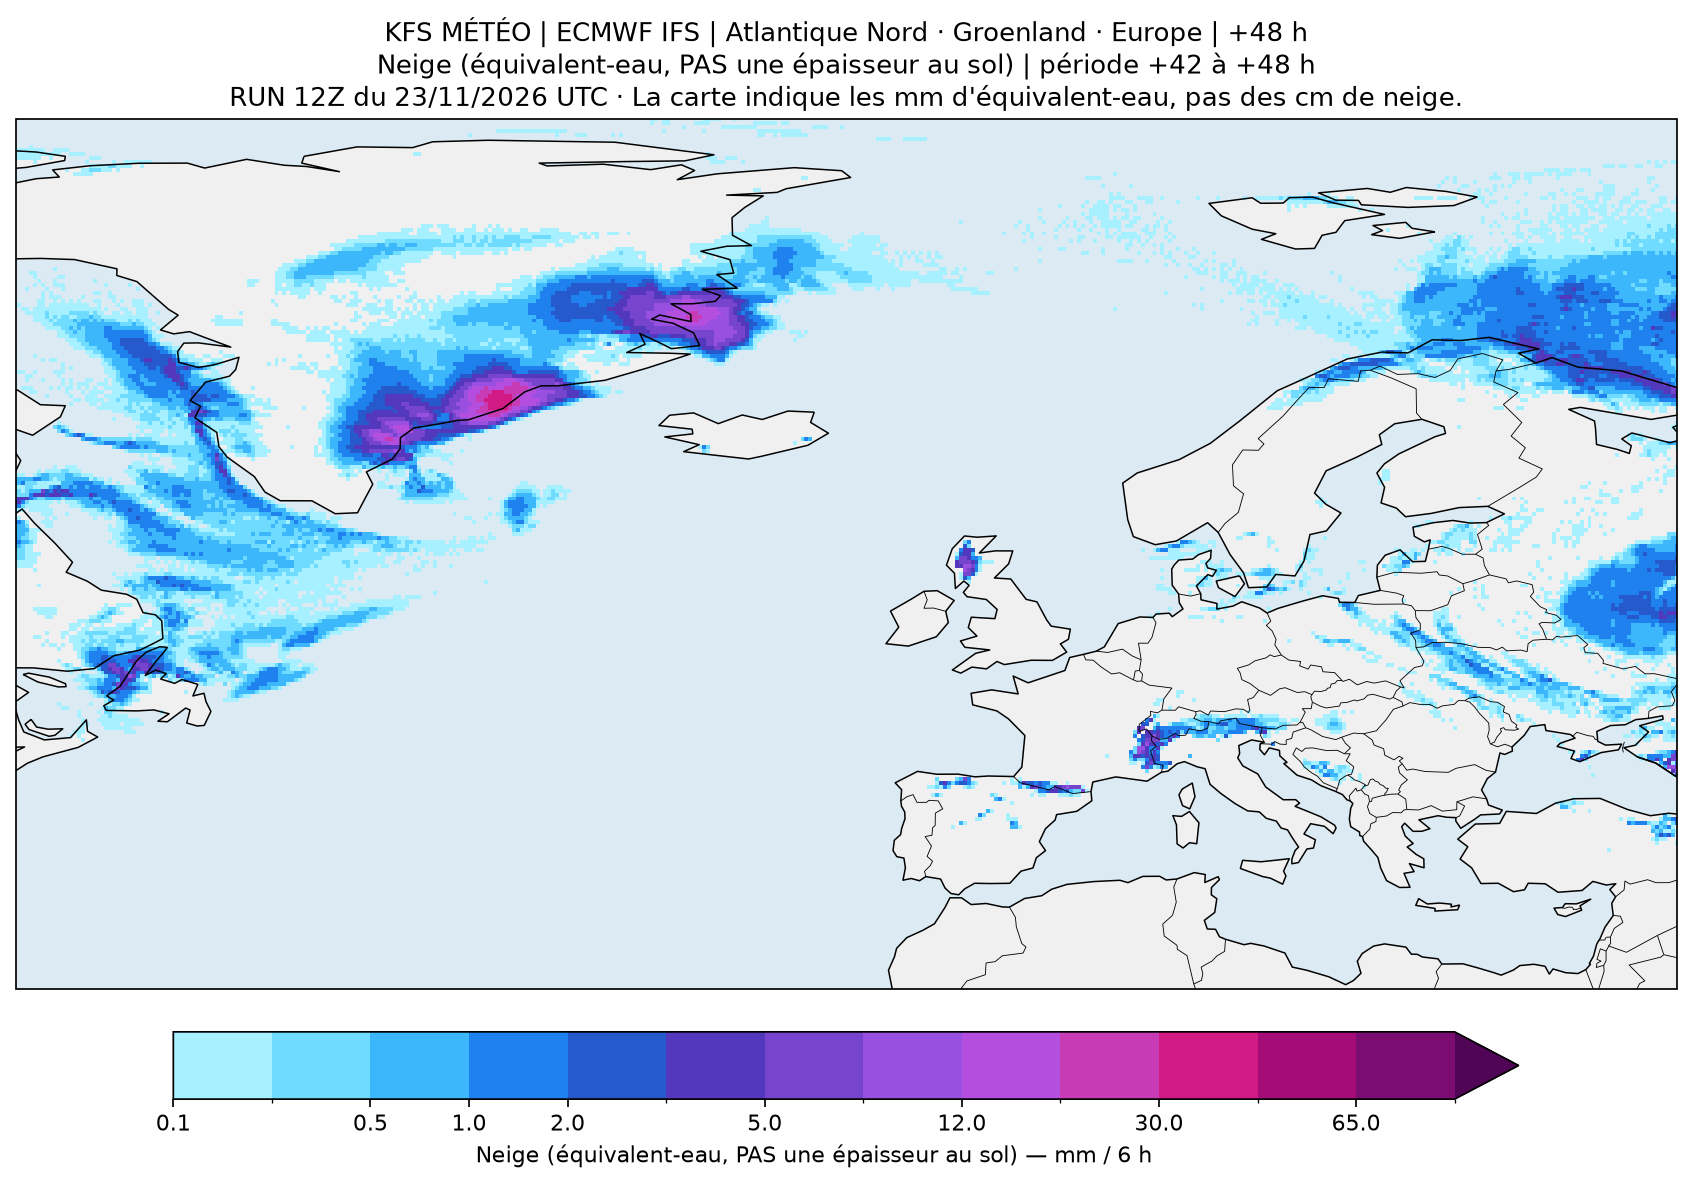 KFS MÉTÉO | ECMWF IFS | Atlantique Nord · Groenland · Europe | +48 h
Neige (équivalent-eau, PAS une épaisseur au sol) | période +42 à +48 h
RUN 12Z du 23/11/2026 UTC · La carte indique les mm d'équivalent-eau, pas des cm de neige.
0.1 0.5 1.0 2.0 5.0 12.0 30.0 65.0
Neige (équivalent-eau, PAS une épaisseur au sol) — mm / 6 h